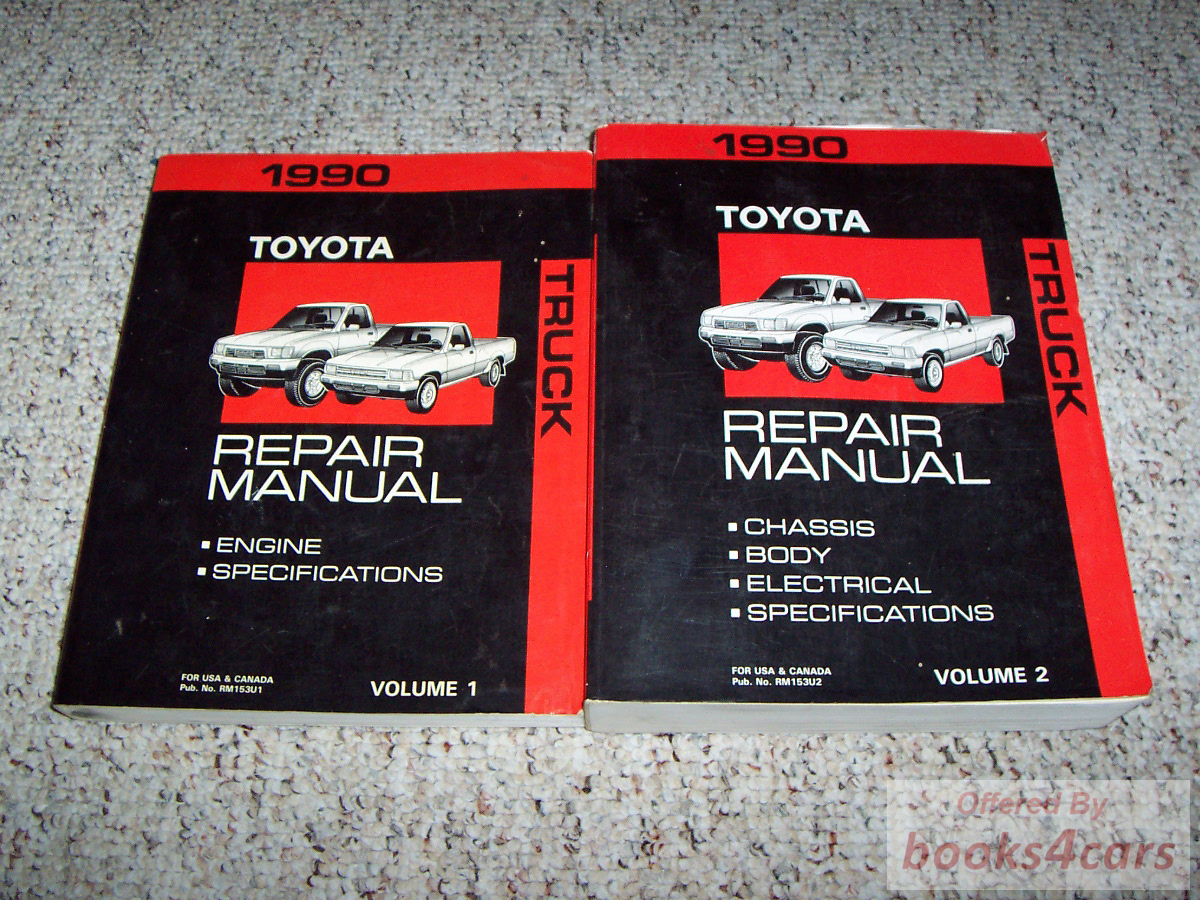 1990
TOYOTA
TRUCK
REPAIR
MANUAL
▪ ENGINE
▪ SPECIFICATIONS
FOR USA & CANADA
Pub. No. RM153U1
VOLUME 1
1990
TOYOTA
TRUCK
REPAIR
MANUAL
▪ CHASSIS
▪ BODY
▪ ELECTRICAL
▪ SPECIFICATIONS
FOR USA & CANADA
Pub. No. RM153U2
VOLUME 2
Offered By
books4cars